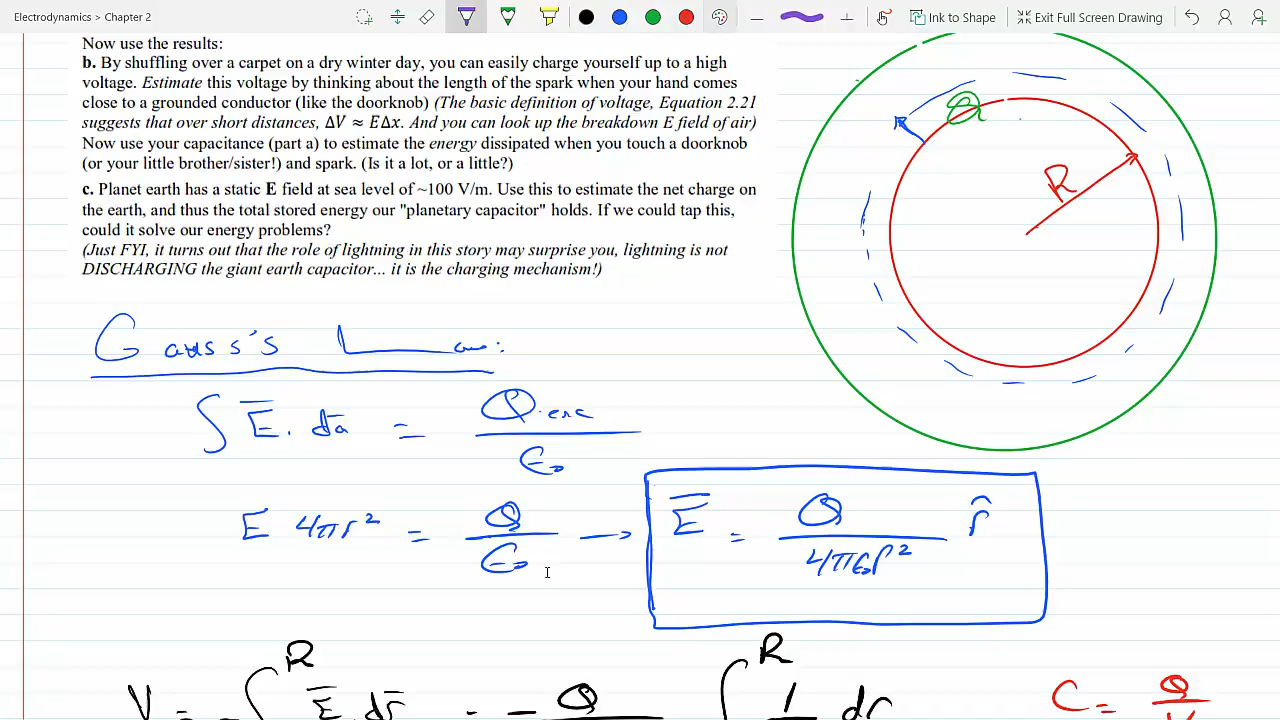 Electrodynamics > Chapter 2
Ink to Shape
Exit Full Screen Drawing
Now use the results:
b. By shuffling over a carpet on a dry winter day, you can easily charge yourself up to a high
voltage. Estimate this voltage by thinking about the length of the spark when your hand comes
close to a grounded conductor (like the doorknob) (The basic definition of voltage, Equation 2.21
suggests that over short distances, ΔV ≈ EΔx. And you can look up the breakdown E field of air)
Now use your capacitance (part a) to estimate the energy dissipated when you touch a doorknob
(or your little brother/sister!) and spark. (Is it a lot, or a little?)
c. Planet earth has a static E field at sea level of ~100 V/m. Use this to estimate the net charge on
the earth, and thus the total stored energy our "planetary capacitor" holds. If we could tap this,
could it solve our energy problems?
(Just FYI, it turns out that the role of lightning in this story may surprise you, lightning is not
DISCHARGING the giant earth capacitor... it is the charging mechanism!)
Q
R
Gauss's Law:
∫ E̅ . da̅ = Q enc / ϵ₀
E 4πr² = Q / ϵ₀ → E̅ = Q / 4πϵ₀r² r̂
V = - ∫ᴿ E̅ . dr̅ = - Q ∫ᴿ 1 dr
C = Q / V